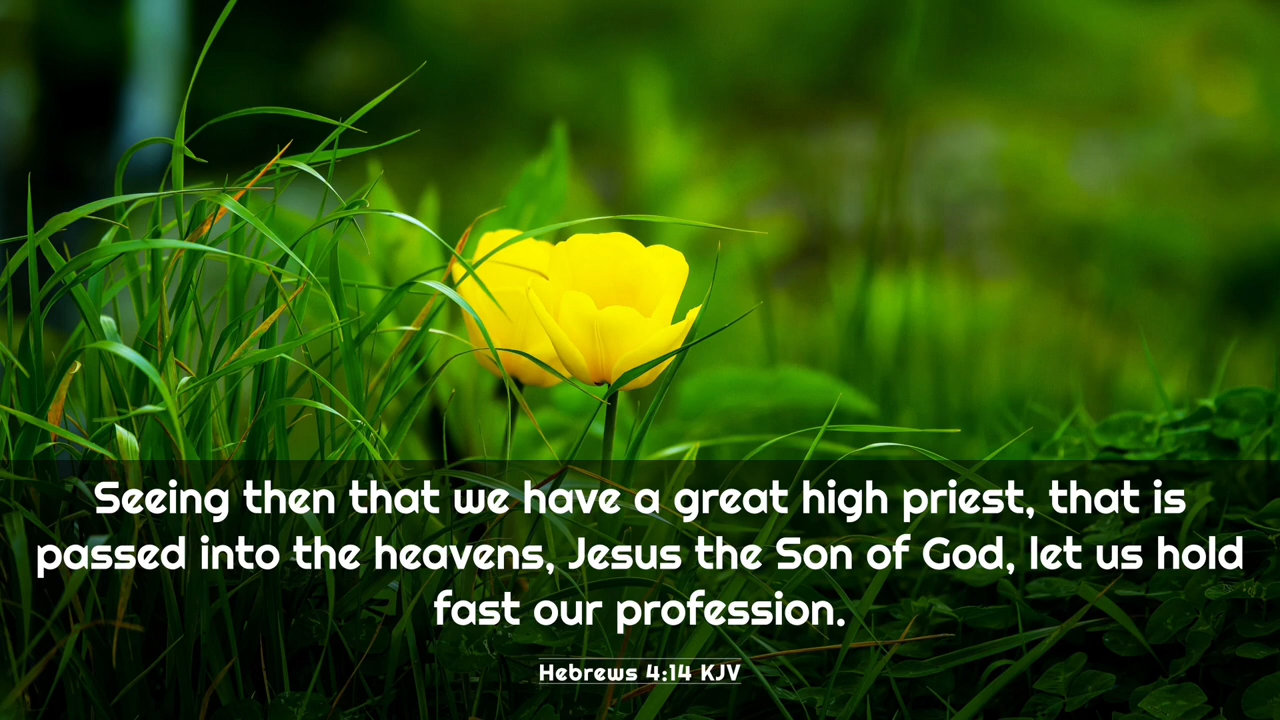 Seeing then that we have a great high priest, that is
passed into the heavens, Jesus the Son of God, let us hold
fast our profession.
Hebrews 4:14 KJV